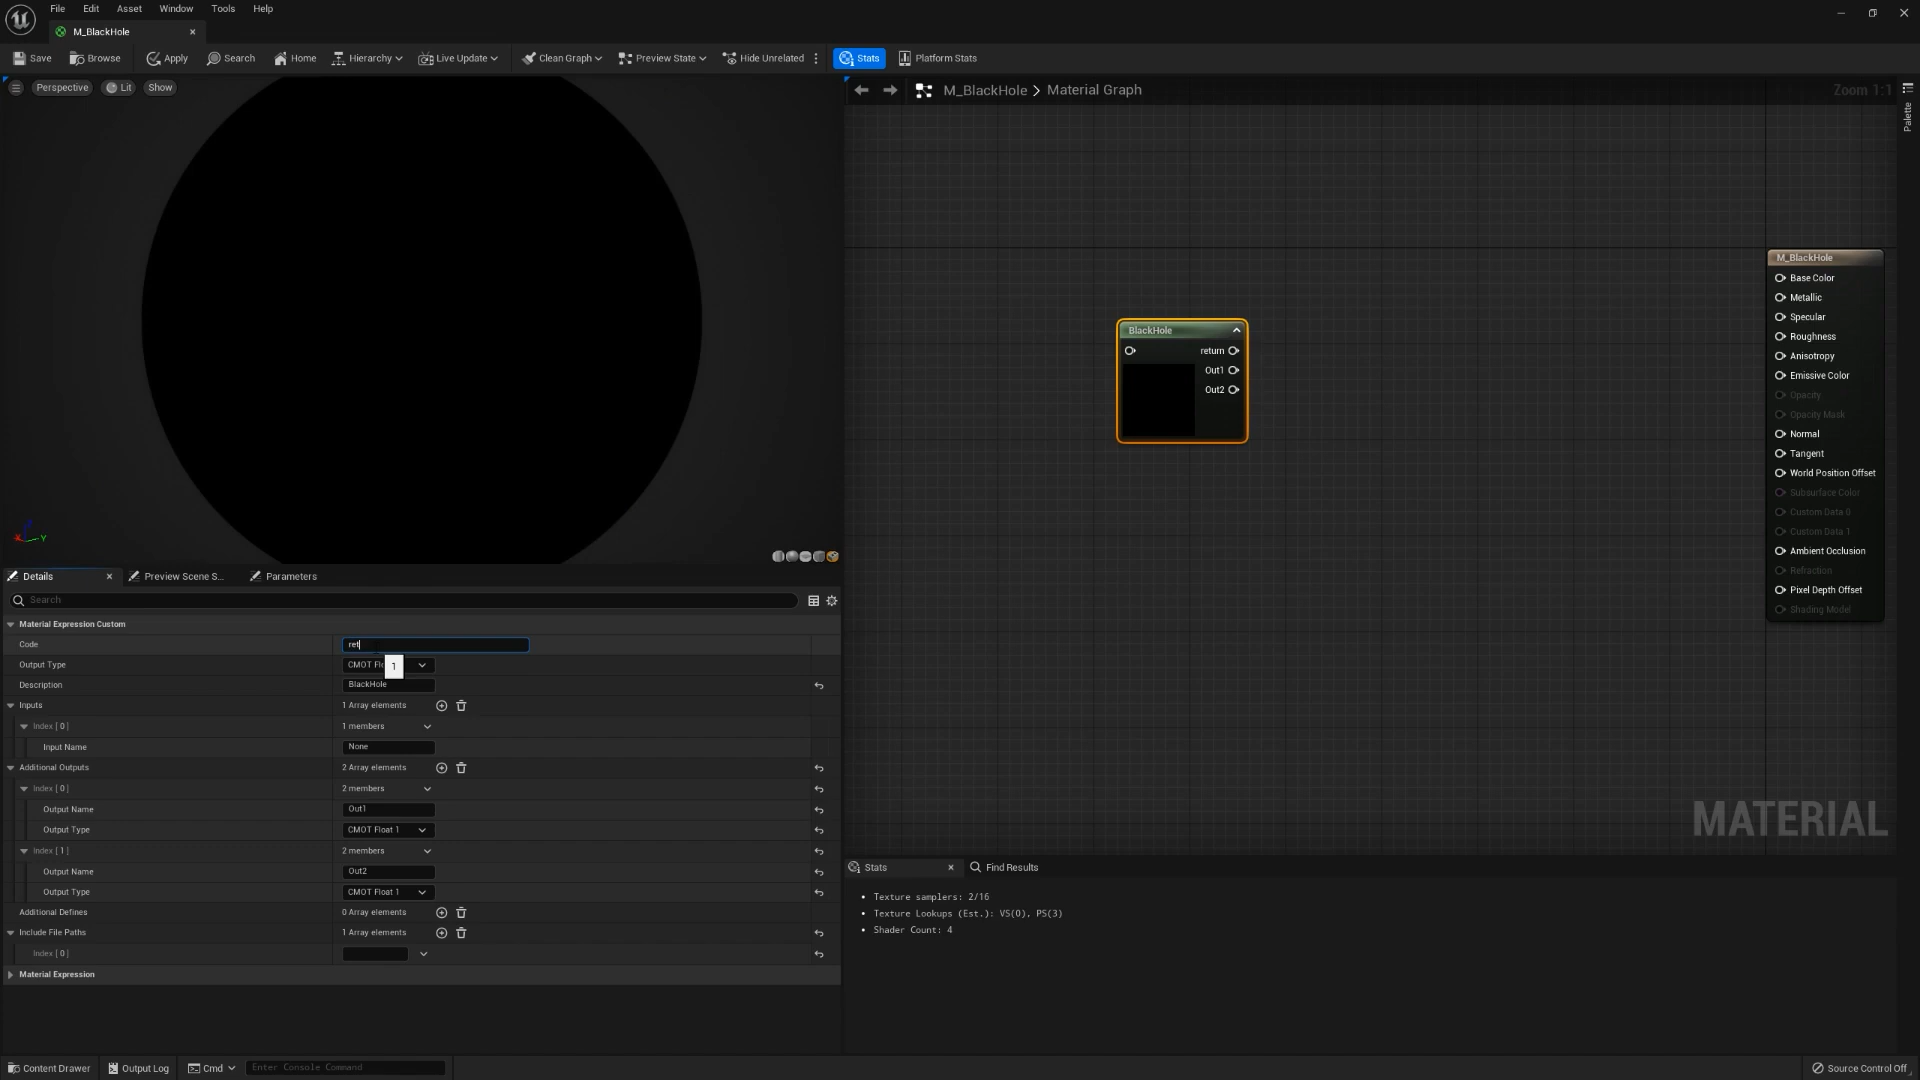 File Edit Asset Window Tools Help
M_BlackHole
Save Browse Apply Search Home Hierarchy Live Update Clean Graph Preview State Hide Unrelated Stats Platform Stats
Perspective Lit Show
M_BlackHole > Material Graph
Zoom 1:1
Palette
BlackHole
return
Out1
Out2
M_BlackHole
Base Color
Metallic
Specular
Roughness
Anisotropy
Emissive Color
Opacity
Opacity Mask
Normal
Tangent
World Position Offset
Subsurface Color
Custom Data 0
Custom Data 1
Ambient Occlusion
Refraction
Pixel Depth Offset
Shading Model
MATERIAL
X Y
Details Preview Scene S... Parameters
Search
Material Expression Custom
Code ret
Output Type CMOT Fl
1
Description BlackHole
Inputs 1 Array elements
Index [ 0 ] 1 members
Input Name None
Additional Outputs 2 Array elements
Index [ 0 ] 2 members
Output Name Out1
Output Type CMOT Float 1
Index [ 1 ] 2 members
Output Name Out2
Output Type CMOT Float 1
Additional Defines 0 Array elements
Include File Paths 1 Array elements
Index [ 0 ]
Material Expression
Stats Find Results
Texture samplers: 2/16
Texture Lookups (Est.): VS(0), PS(3)
Shader Count: 4
Content Drawer Output Log Cmd Enter Console Command Source Control Off